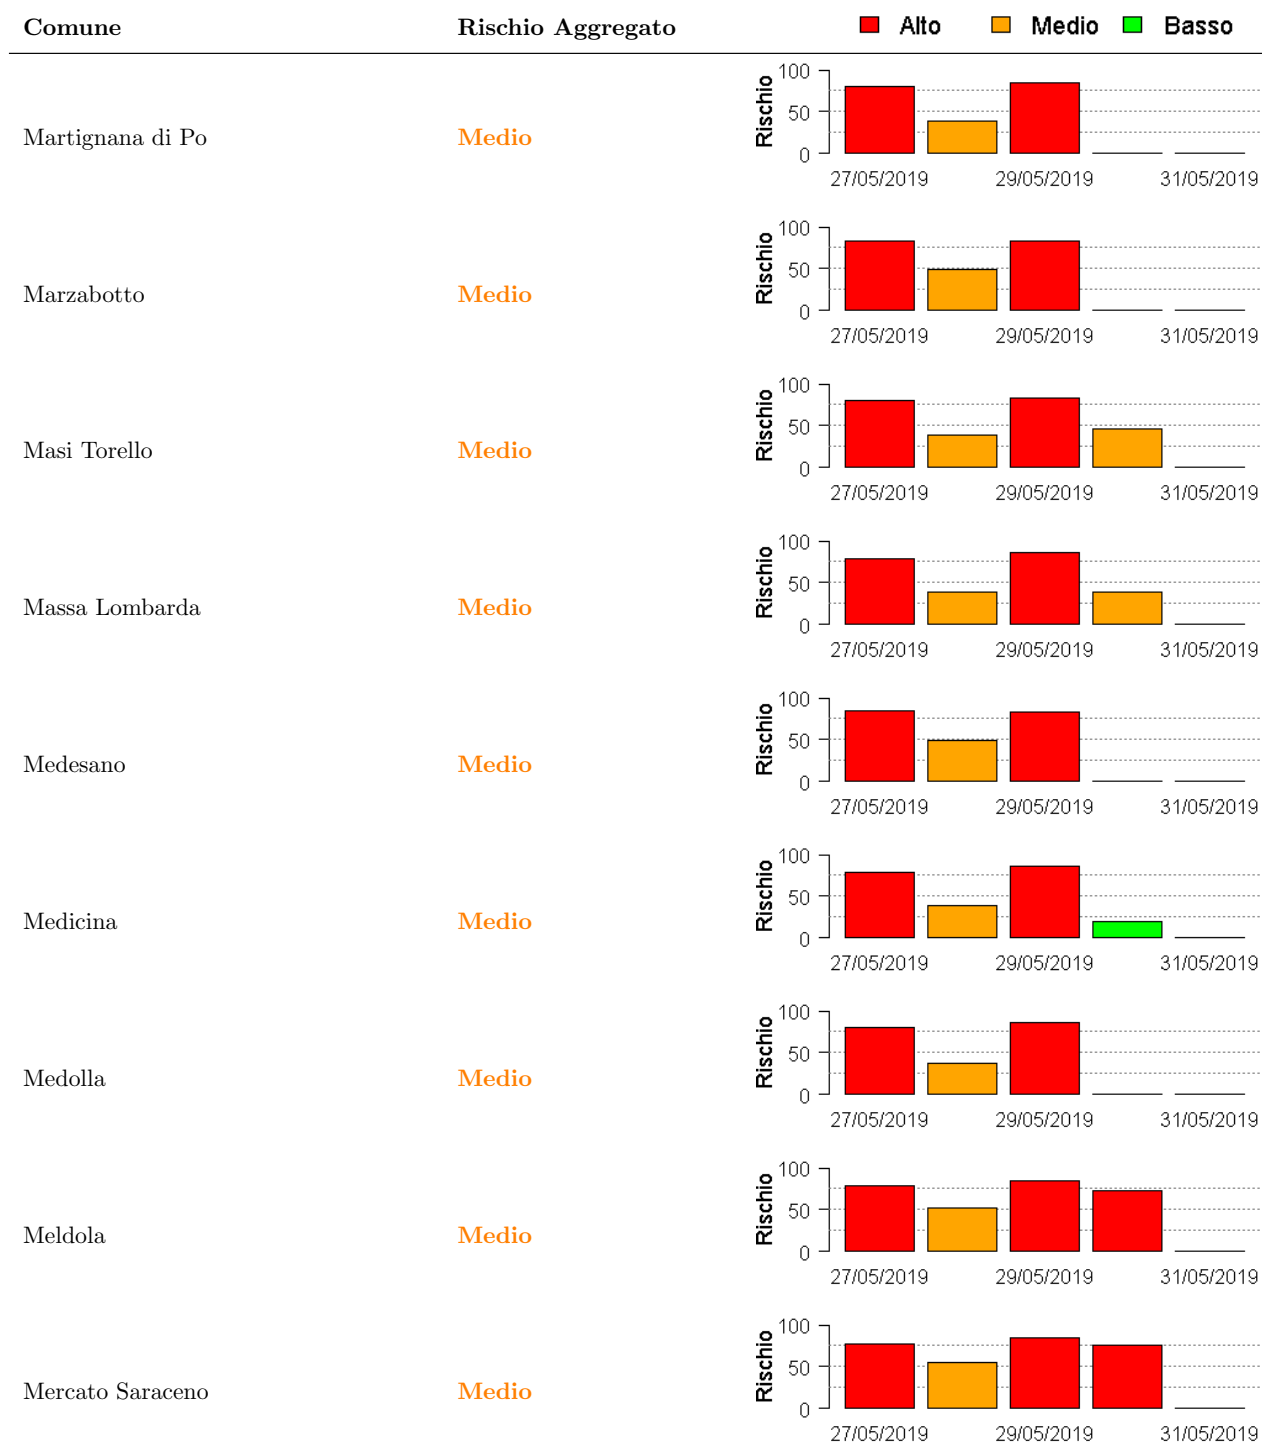 Comune Rischio Aggregato Alto Medio Basso
Martignana di Po Medio Rischio 100 50 0
27/05/2019 29/05/2019 31/05/2019
Marzabotto Medio Rischio 100 50 0
27/05/2019 29/05/2019 31/05/2019
Masi Torello Medio Rischio 100 50 0
27/05/2019 29/05/2019 31/05/2019
Massa Lombarda Medio Rischio 100 50 0
27/05/2019 29/05/2019 31/05/2019
Medesano Medio Rischio 100 50 0
27/05/2019 29/05/2019 31/05/2019
Medicina Medio Rischio 100 50 0
27/05/2019 29/05/2019 31/05/2019
Medolla Medio Rischio 100 50 0
27/05/2019 29/05/2019 31/05/2019
Meldola Medio Rischio 100 50 0
27/05/2019 29/05/2019 31/05/2019
Mercato Saraceno Medio Rischio 100 50 0
27/05/2019 29/05/2019 31/05/2019